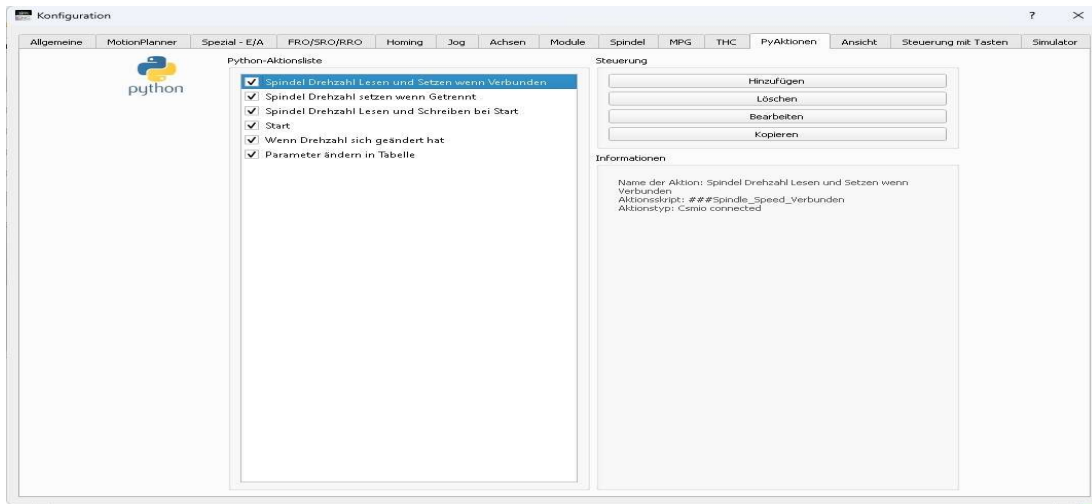 Konfiguration
? ×
Allgemeine MotionPlanner Spezial - E/A FRO/SRO/RRO Homing Jog Achsen Module Spindel MPG THC PyAktionen Ansicht Steuerung mit Tasten Simulator
python
Python-Aktionsliste
Spindel Drehzahl Lesen und Setzen wenn Verbunden
Spindel Drehzahl setzen wenn Getrennt
Spindel Drehzahl Lesen und Schreiben bei Start
Start
Wenn Drehzahl sich geändert hat
Parameter ändern in Tabelle
Steuerung
Hinzufügen
Löschen
Bearbeiten
Kopieren
Informationen
Name der Aktion: Spindel Drehzahl Lesen und Setzen wenn
Verbunden
Aktionsskript: ###Spindle_Speed_Verbunden
Aktionstyp: Csmio connected